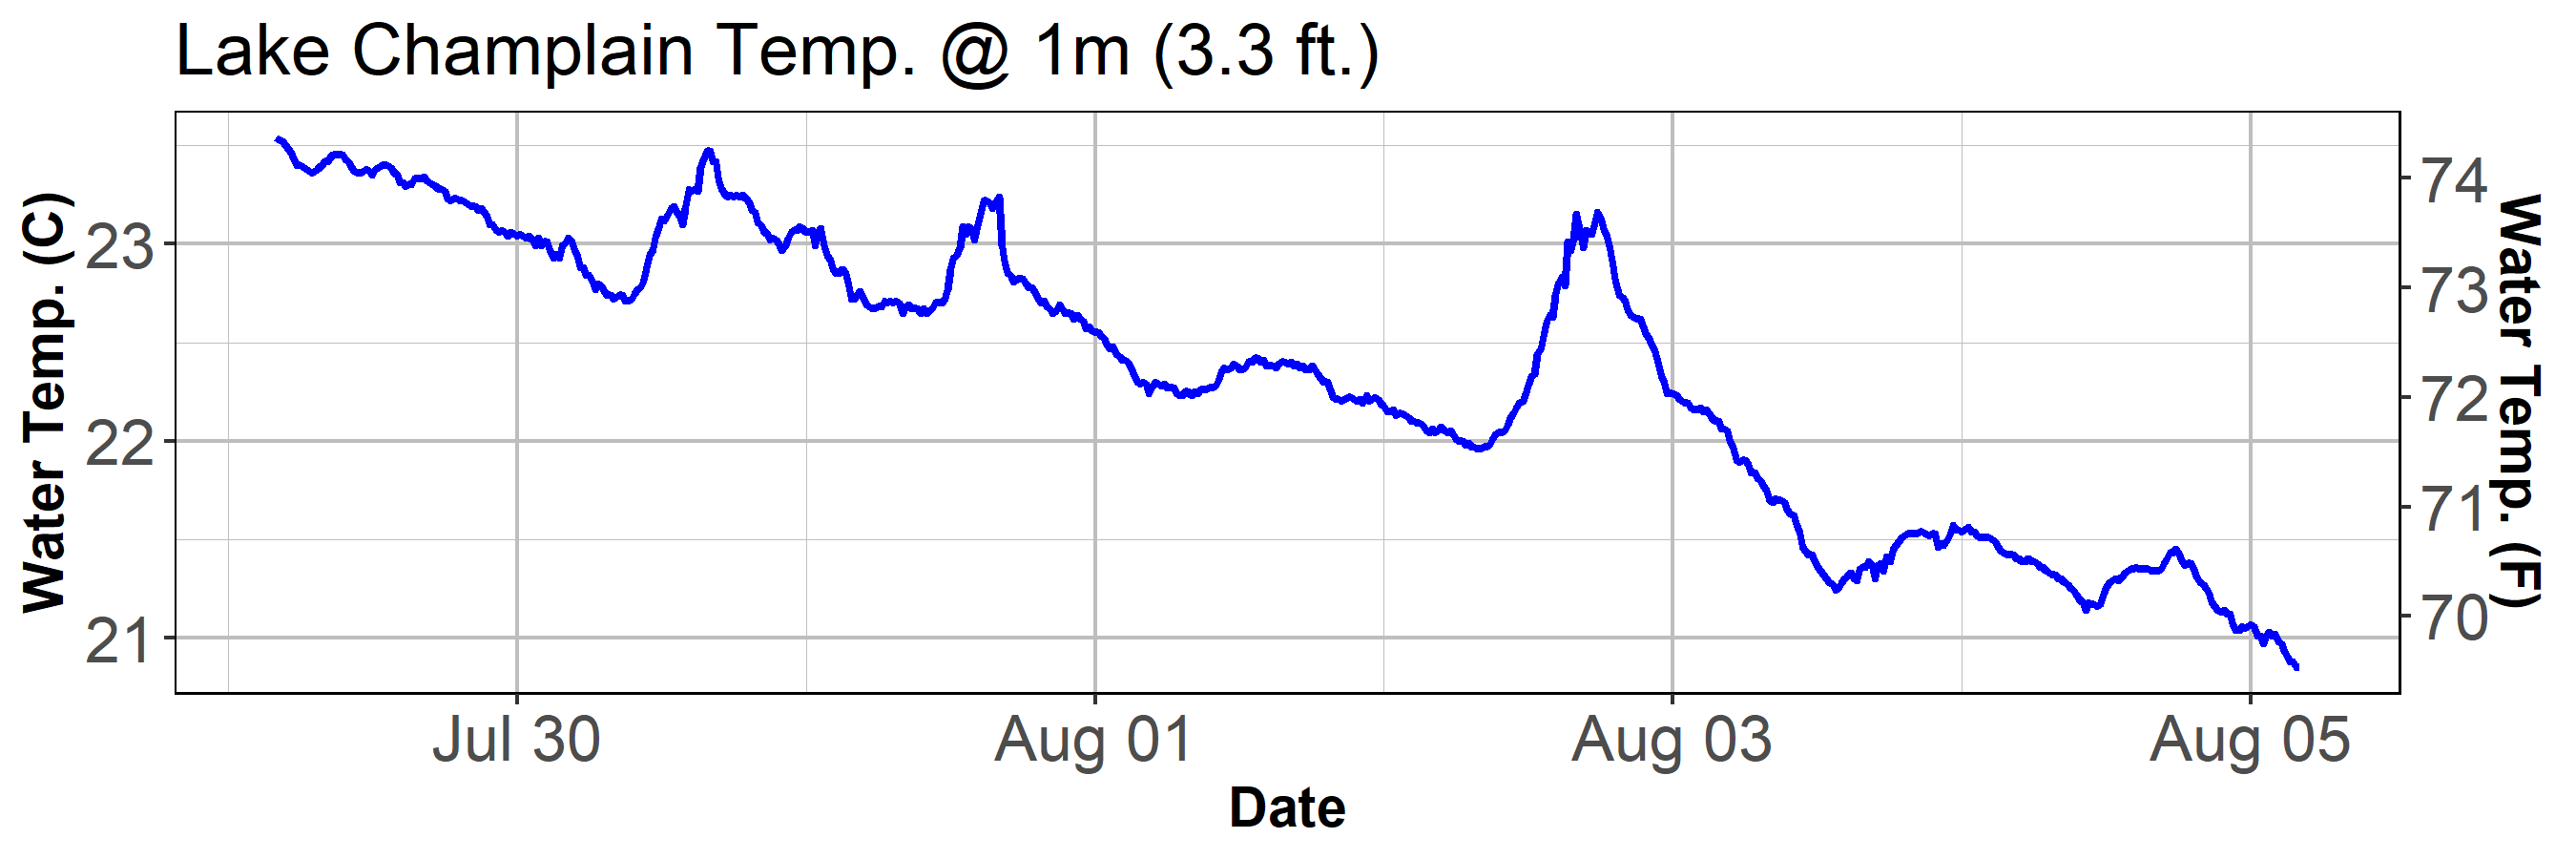 Lake Champlain Temp. @ 1m (3.3 ft.)
Water Temp. (C)
23
22
21
74
73
72
71
70
Water Temp. (F)
Jul 30
Aug 01
Aug 03
Aug 05
Date